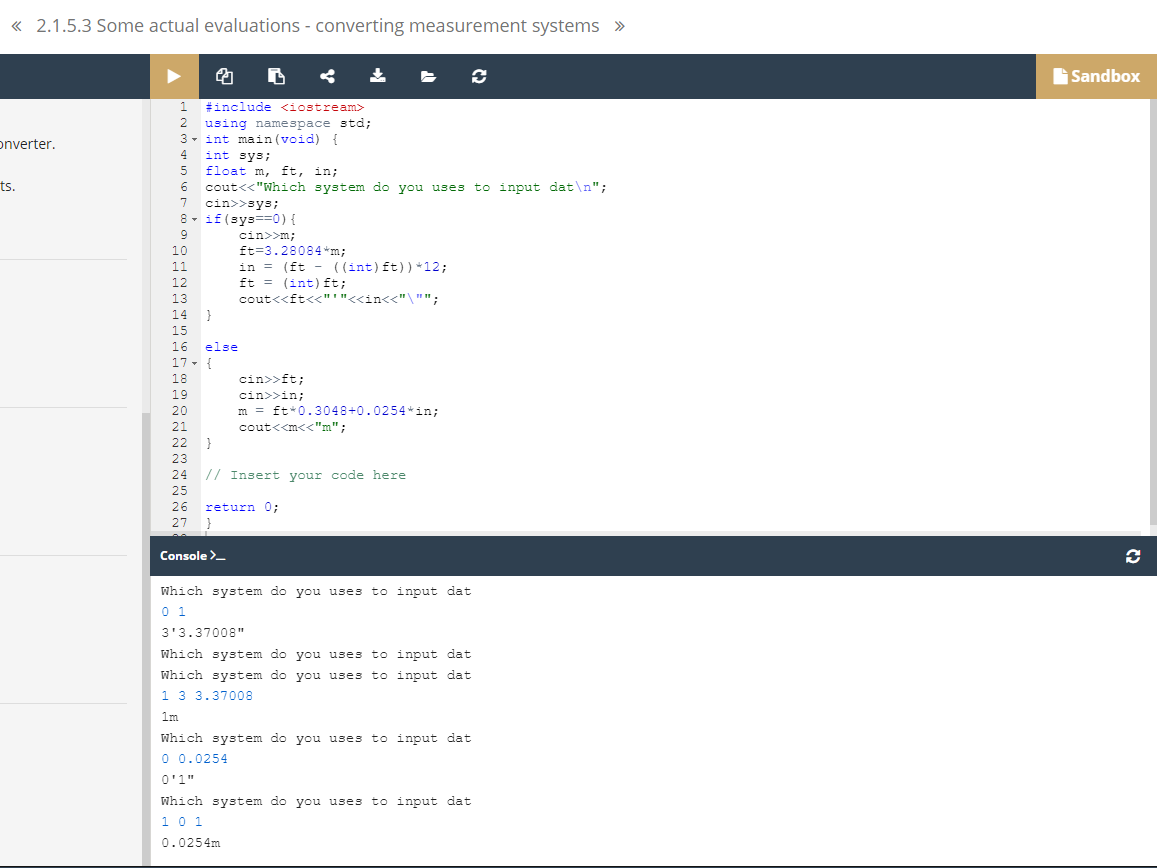 « 2.1.5.3 Some actual evaluations - converting measurement systems »
Sandbox
onverter.
ts.
1 #include <iostream>
2 using namespace std;
3 int main(void) {
4 int sys;
5 float m, ft, in;
6 cout<<"Which system do you uses to input dat\n";
7 cin>>sys;
8 if(sys==0){
9 cin>>m;
10 ft=3.28084*m;
11 in = (ft - ((int)ft))*12;
12 ft = (int)ft;
13 cout<<ft<<"'"<<in<<"\"";
14 }
15
16 else
17 {
18 cin>>ft;
19 cin>>in;
20 m = ft*0.3048+0.0254*in;
21 cout<<m<<"m";
22 }
23
24 // Insert your code here
25
26 return 0;
27 }
Console >_
Which system do you uses to input dat
0 1
3'3.37008"
Which system do you uses to input dat
Which system do you uses to input dat
1 3 3.37008
1m
Which system do you uses to input dat
0 0.0254
0'1"
Which system do you uses to input dat
1 0 1
0.0254m